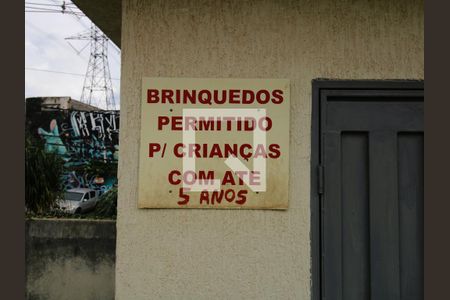 BRINQUEDOS
PERMITIDO
P/ CRIANÇAS
COM ATE
5 ANOS